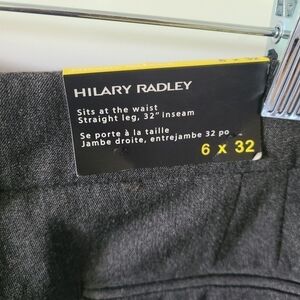 HILARY RADLEY
Sits at the waist
Straight leg, 32" inseam
Se porte à la taille
Jambe droite, entrejambe 32 po
6 x 32